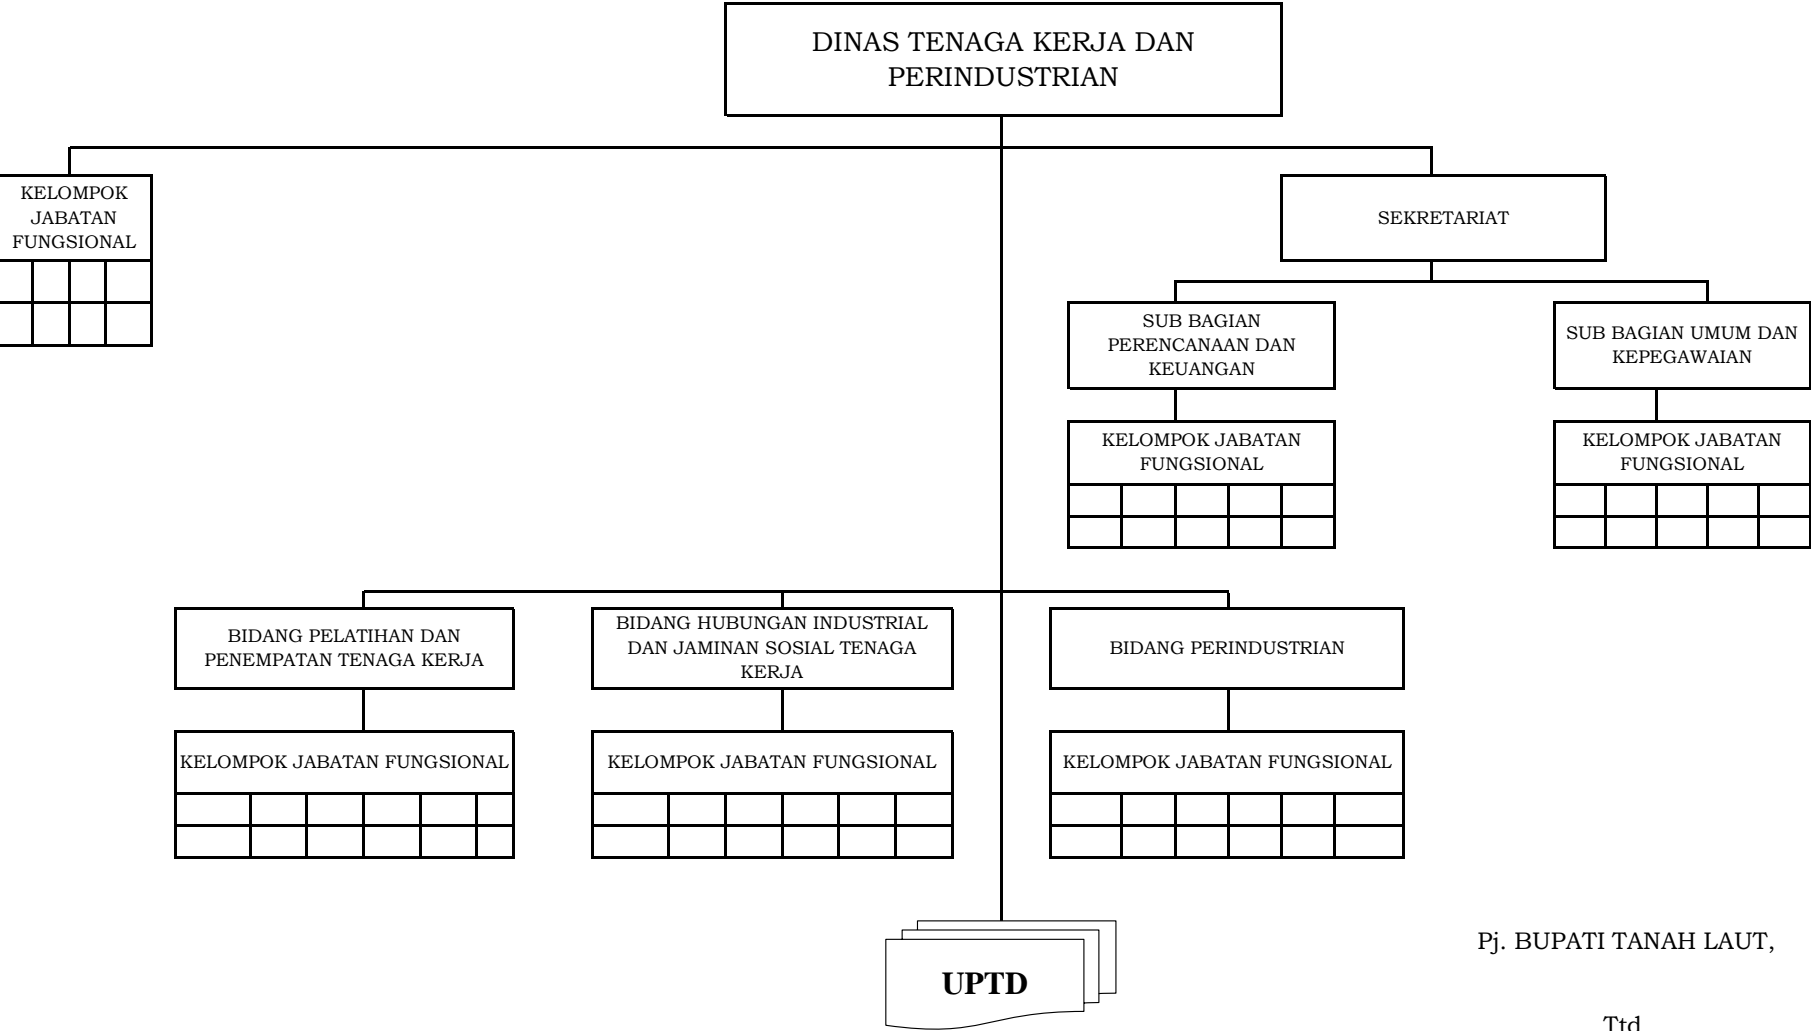 DINAS TENAGA KERJA DAN
PERINDUSTRIAN
KELOMPOK
JABATAN
FUNGSIONAL
SEKRETARIAT
SUB BAGIAN
PERENCANAAN DAN
KEUANGAN
SUB BAGIAN UMUM DAN
KEPEGAWAIAN
KELOMPOK JABATAN
FUNGSIONAL
KELOMPOK JABATAN
FUNGSIONAL
BIDANG PELATIHAN DAN
PENEMPATAN TENAGA KERJA
BIDANG HUBUNGAN INDUSTRIAL
DAN JAMINAN SOSIAL TENAGA
KERJA
BIDANG PERINDUSTRIAN
KELOMPOK JABATAN FUNGSIONAL
KELOMPOK JABATAN FUNGSIONAL
KELOMPOK JABATAN FUNGSIONAL
UPTD
Pj. BUPATI TANAH LAUT,
Ttd